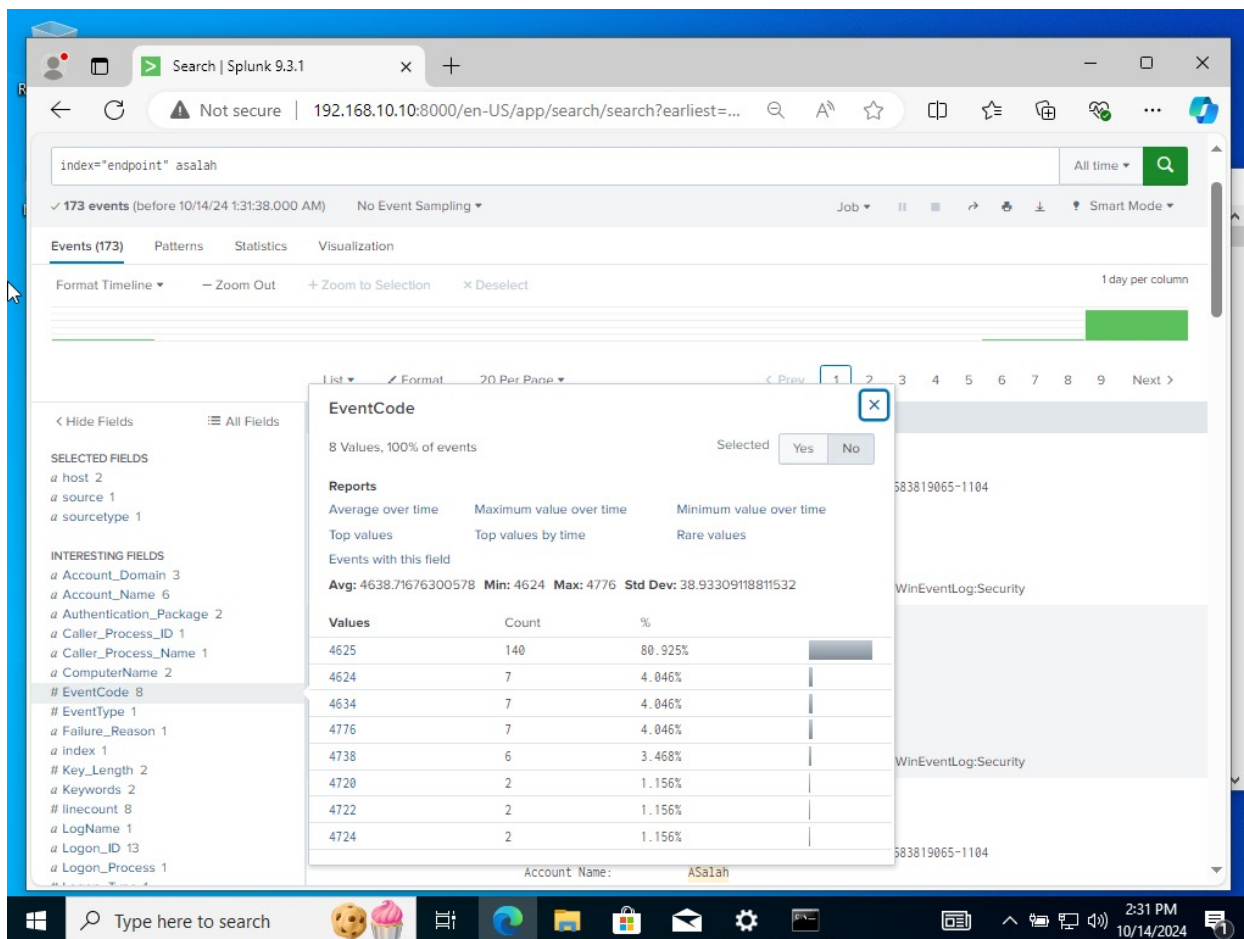 Search | Splunk 9.3.1
Not secure | 192.168.10.10:8000/en-US/app/search/search?earliest=...
index="endpoint" asalah
All time
✓ 173 events (before 10/14/24 1:31:38.000 AM) No Event Sampling
Job
Smart Mode
Events (173) Patterns Statistics Visualization
Format Timeline — Zoom Out + Zoom to Selection × Deselect
1 day per column
List Format 20 Per Page
< Prev 1 2 3 4 5 6 7 8 9 Next >
< Hide Fields All Fields
SELECTED FIELDS
a host 2
a source 1
a sourcetype 1
INTERESTING FIELDS
a Account_Domain 3
a Account_Name 6
a Authentication_Package 2
a Caller_Process_ID 1
a Caller_Process_Name 1
a ComputerName 2
# EventCode 8
# EventType 1
a Failure_Reason 1
a index 1
# Key_Length 2
a Keywords 2
# linecount 8
a LogName 1
a Logon_ID 13
a Logon_Process 1
EventCode
8 Values, 100% of events
Selected Yes No
Reports
Average over time Maximum value over time Minimum value over time
Top values Top values by time Rare values
Events with this field
Avg: 4638.71676300578 Min: 4624 Max: 4776 Std Dev: 38.93309118811532
Values Count %
4625 140 80.925%
4624 7 4.046%
4634 7 4.046%
4776 7 4.046%
4738 6 3.468%
4720 2 1.156%
4722 2 1.156%
4724 2 1.156%
583819065-1104
WinEventLog:Security
WinEventLog:Security
583819065-1104
Account Name: ASalah
Type here to search
2:31 PM
10/14/2024
1